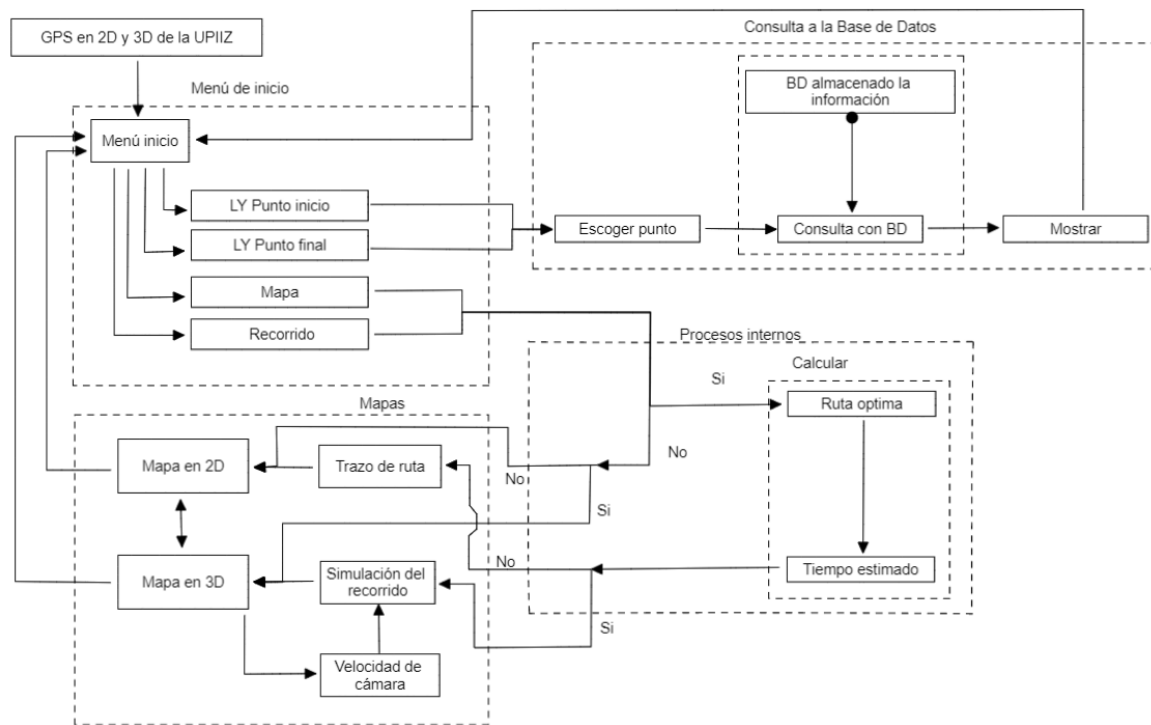 GPS en 2D y 3D de la UPIIZ
Consulta a la Base de Datos
Menú de inicio
BD almacenado la
información
Menú inicio
LY Punto inicio
LY Punto final
Escoger punto
Consulta con BD
Mostrar
Mapa
Recorrido
Procesos internos
Calcular
Si
Ruta optima
Mapas
No
Mapa en 2D
Trazo de ruta
No
Si
No
Tiempo estimado
Mapa en 3D
Simulación del
recorrido
Si
Velocidad de
cámara